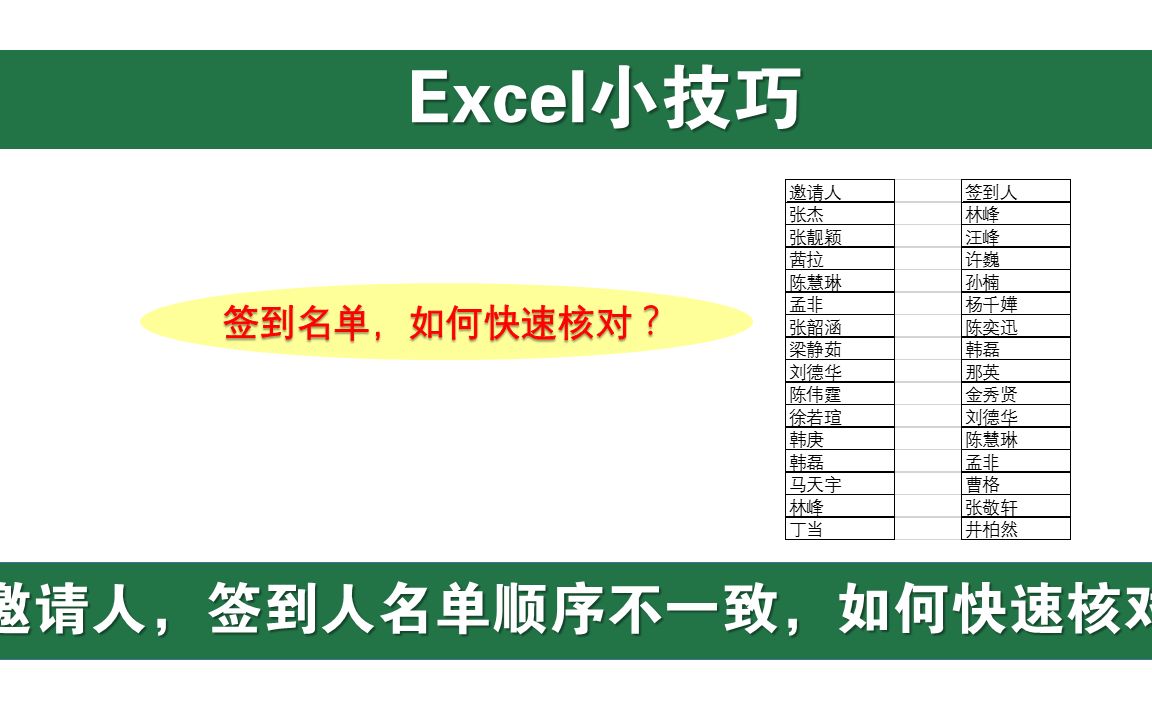 Excel小技巧
签到名单，如何快速核对？
邀请人 签到人
张杰 林峰
张靓颖 汪峰
茜拉 许巍
陈慧琳 孙楠
孟非 杨千嬅
张韶涵 陈奕迅
梁静茹 韩磊
刘德华 那英
陈伟霆 金秀贤
徐若瑄 刘德华
韩庚 陈慧琳
韩磊 孟非
马天宇 曹格
林峰 张敬轩
丁当 井柏然
邀请人，签到人名单顺序不一致，如何快速核对